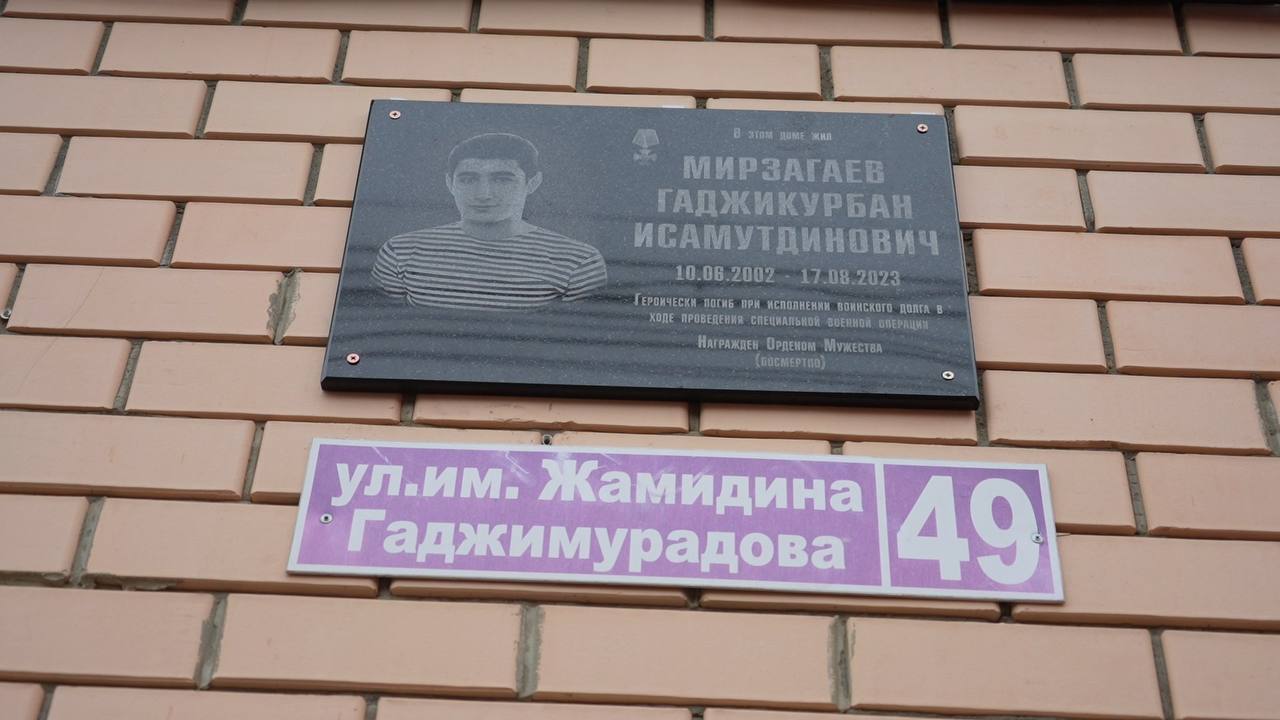 В этом доме жил
МИРЗАГАЕВ
ГАДЖИКУРБАН
ИСАМУТДИНОВИЧ
10.06.2002 - 17.08.2023
Героически погиб при исполнении воинского долга в
ходе проведения специальной военной операции
Награжден Орденом Мужества
(посмертно)
ул.им. Жамидина
Гаджимурадова
49